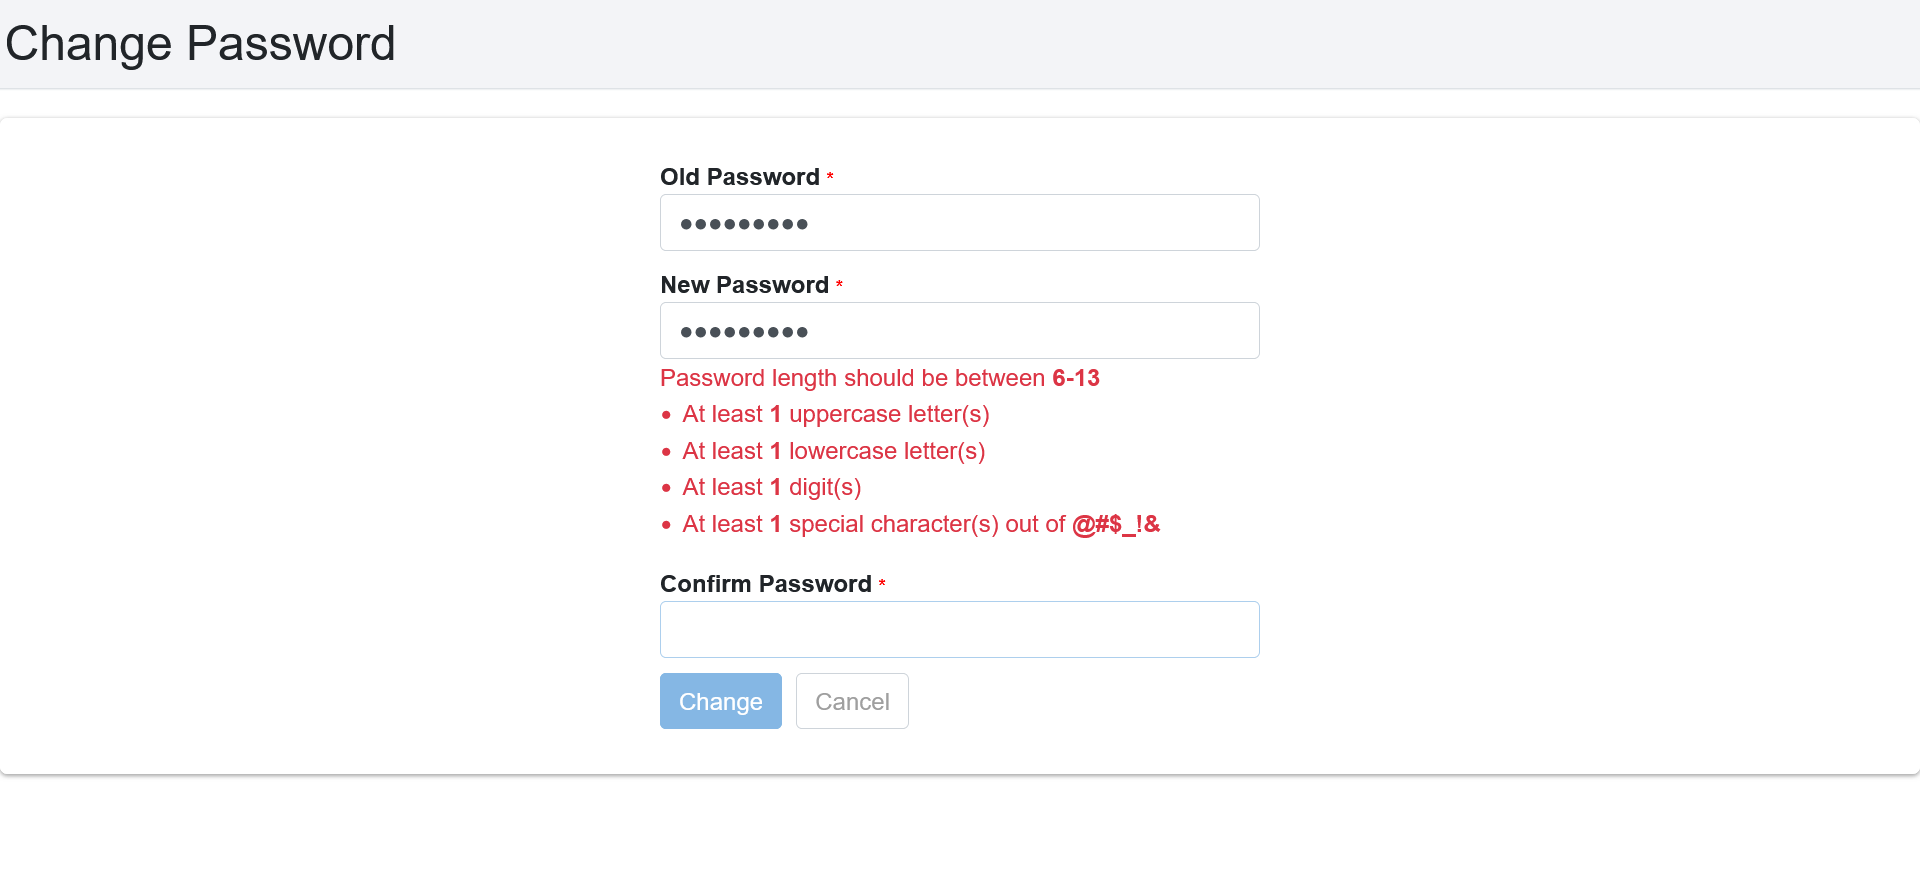 Change Password
Old Password *
•••••••••
New Password *
•••••••••
Password length should be between 6-13
• At least 1 uppercase letter(s)
• At least 1 lowercase letter(s)
• At least 1 digit(s)
• At least 1 special character(s) out of @#$_!&
Confirm Password *
Change Cancel